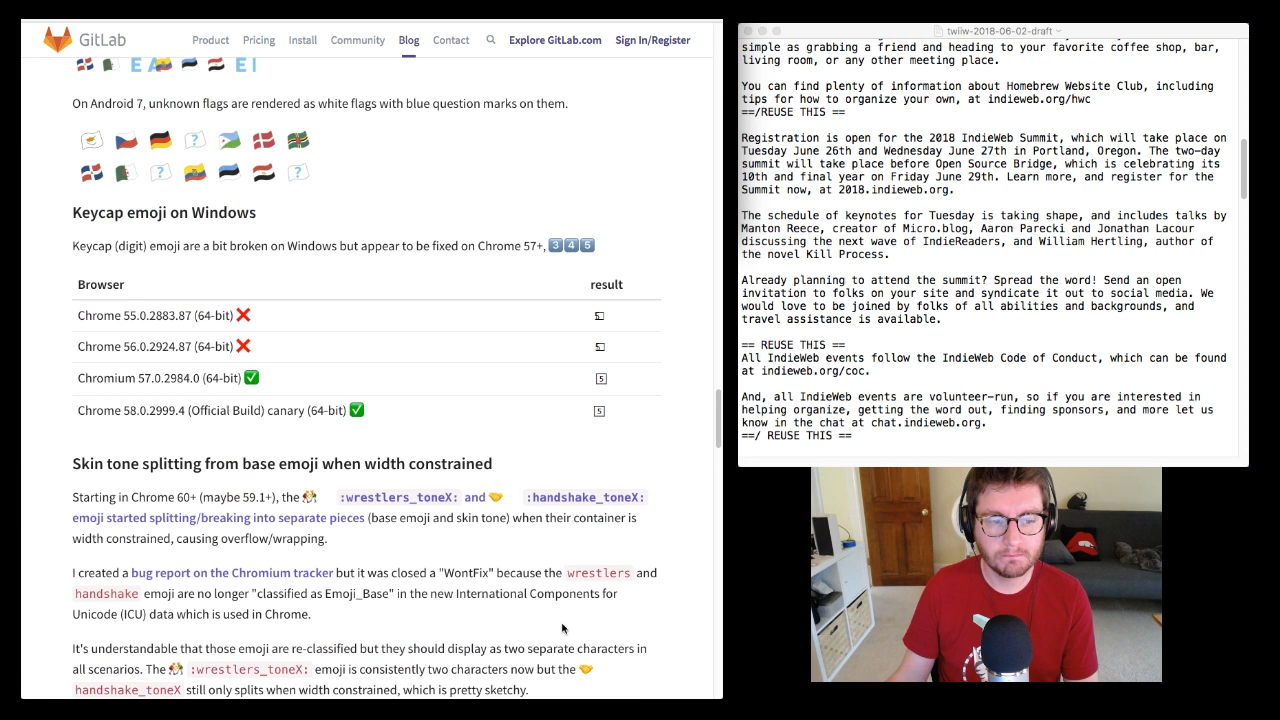 GitLab
Product Pricing Install Community Blog Contact Explore GitLab.com Sign In/Register
On Android 7, unknown flags are rendered as white flags with blue question marks on them.
Keycap emoji on Windows
Keycap (digit) emoji are a bit broken on Windows but appear to be fixed on Chrome 57+, 3 4 5
Browser result
Chrome 55.0.2883.87 (64-bit) ❌
Chrome 56.0.2924.87 (64-bit) ❌
Chromium 57.0.2984.0 (64-bit) ✅ 5
Chrome 58.0.2999.4 (Official Build) canary (64-bit) ✅ 5
Skin tone splitting from base emoji when width constrained
Starting in Chrome 60+ (maybe 59.1+), the :wrestlers_toneX: and :handshake_toneX:
emoji started splitting/breaking into separate pieces (base emoji and skin tone) when their container is
width constrained, causing overflow/wrapping.
I created a bug report on the Chromium tracker but it was closed a "WontFix" because the wrestlers and
handshake emoji are no longer "classified as Emoji_Base" in the new International Components for
Unicode (ICU) data which is used in Chrome.
It's understandable that those emoji are re-classified but they should display as two separate characters in
all scenarios. The :wrestlers_toneX: emoji is consistently two characters now but the
handshake_toneX still only splits when width constrained, which is pretty sketchy.
twiiw-2018-06-02-draft
simple as grabbing a friend and heading to your favorite coffee shop, bar,
living room, or any other meeting place.
You can find plenty of information about Homebrew Website Club, including
tips for how to organize your own, at indieweb.org/hwc
==/REUSE THIS ==
Registration is open for the 2018 IndieWeb Summit, which will take place on
Tuesday June 26th and Wednesday June 27th in Portland, Oregon. The two-day
summit will take place before Open Source Bridge, which is celebrating its
10th and final year on Friday June 29th. Learn more, and register for the
Summit now, at 2018.indieweb.org.
The schedule of keynotes for Tuesday is taking shape, and includes talks by
Manton Reece, creator of Micro.blog, Aaron Parecki and Jonathan Lacour
discussing the next wave of IndieReaders, and William Hertling, author of
the novel Kill Process.
Already planning to attend the summit? Spread the word! Send an open
invitation to folks on your site and syndicate it out to social media. We
would love to be joined by folks of all abilities and backgrounds, and
travel assistance is available.
== REUSE THIS ==
All IndieWeb events follow the IndieWeb Code of Conduct, which can be found
at indieweb.org/coc.
And, all IndieWeb events are volunteer-run, so if you are interested in
helping organize, getting the word out, finding sponsors, and more let us
know in the chat at chat.indieweb.org.
==/ REUSE THIS ==